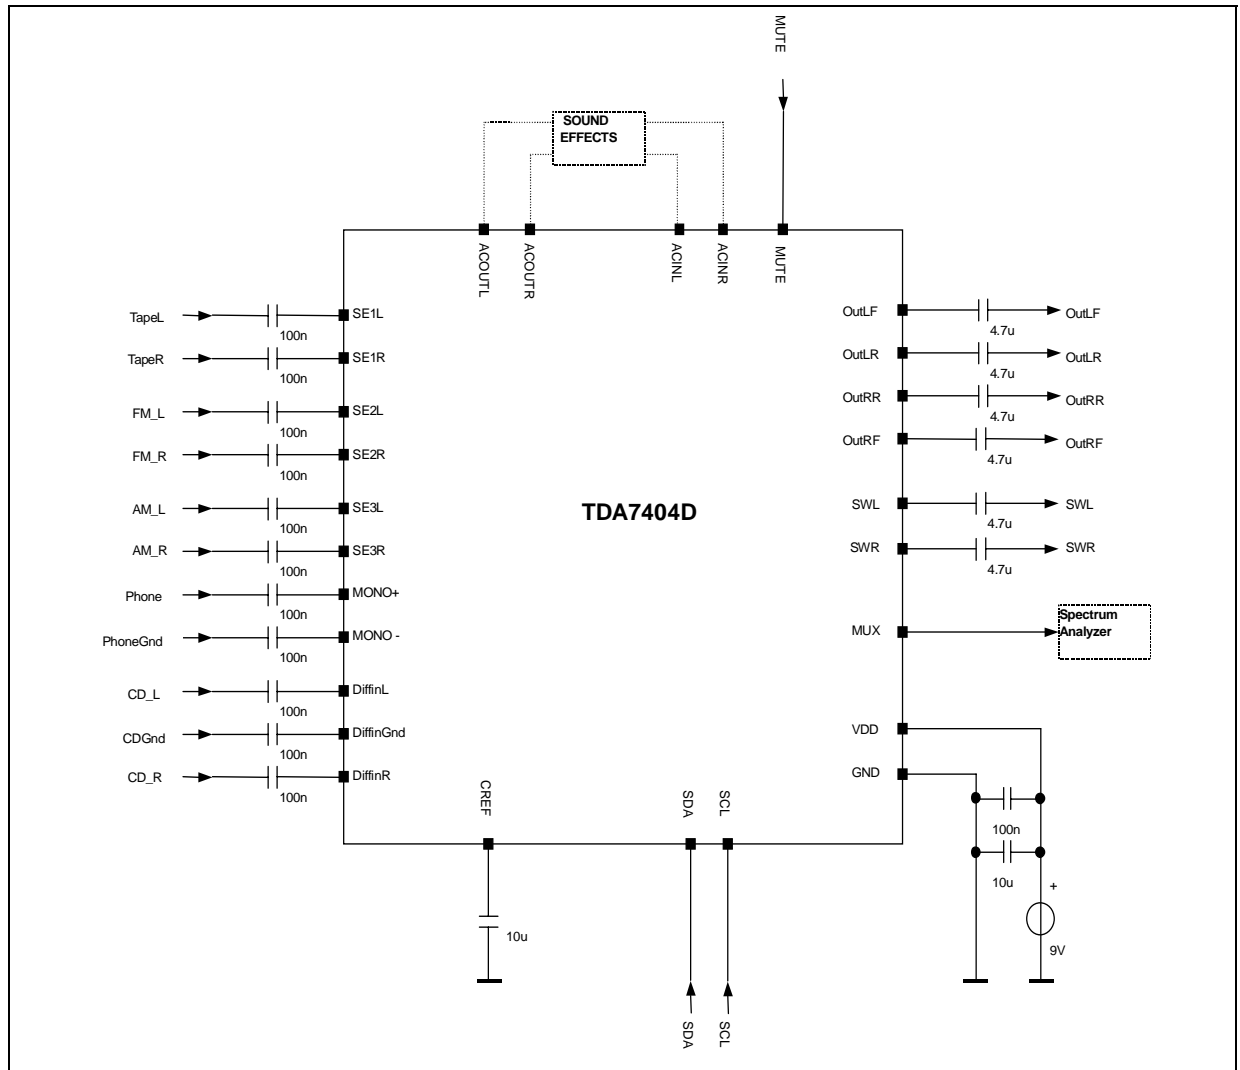 MUTE
SOUND
EFFECTS
ACOUTL
ACOUTR
ACINL
ACINR
MUTE
TapeL
100n
SE1L
OutLF
4.7u
OutLF
TapeR
100n
SE1R
OutLR
4.7u
OutLR
FM_L
100n
SE2L
OutRR
4.7u
OutRR
FM_R
100n
SE2R
OutRF
4.7u
OutRF
AM_L
100n
SE3L
TDA7404D
SWL
4.7u
SWL
AM_R
100n
SE3R
SWR
4.7u
SWR
Phone
100n
MONO+
PhoneGnd
100n
MONO -
MUX
Spectrum
Analyzer
CD_L
100n
DiffinL
CDGnd
100n
DiffinGnd
VDD
CD_R
100n
DiffinR
GND
CREF
SDA
SCL
100n
10u
+
9V
10u
SDA
SCL